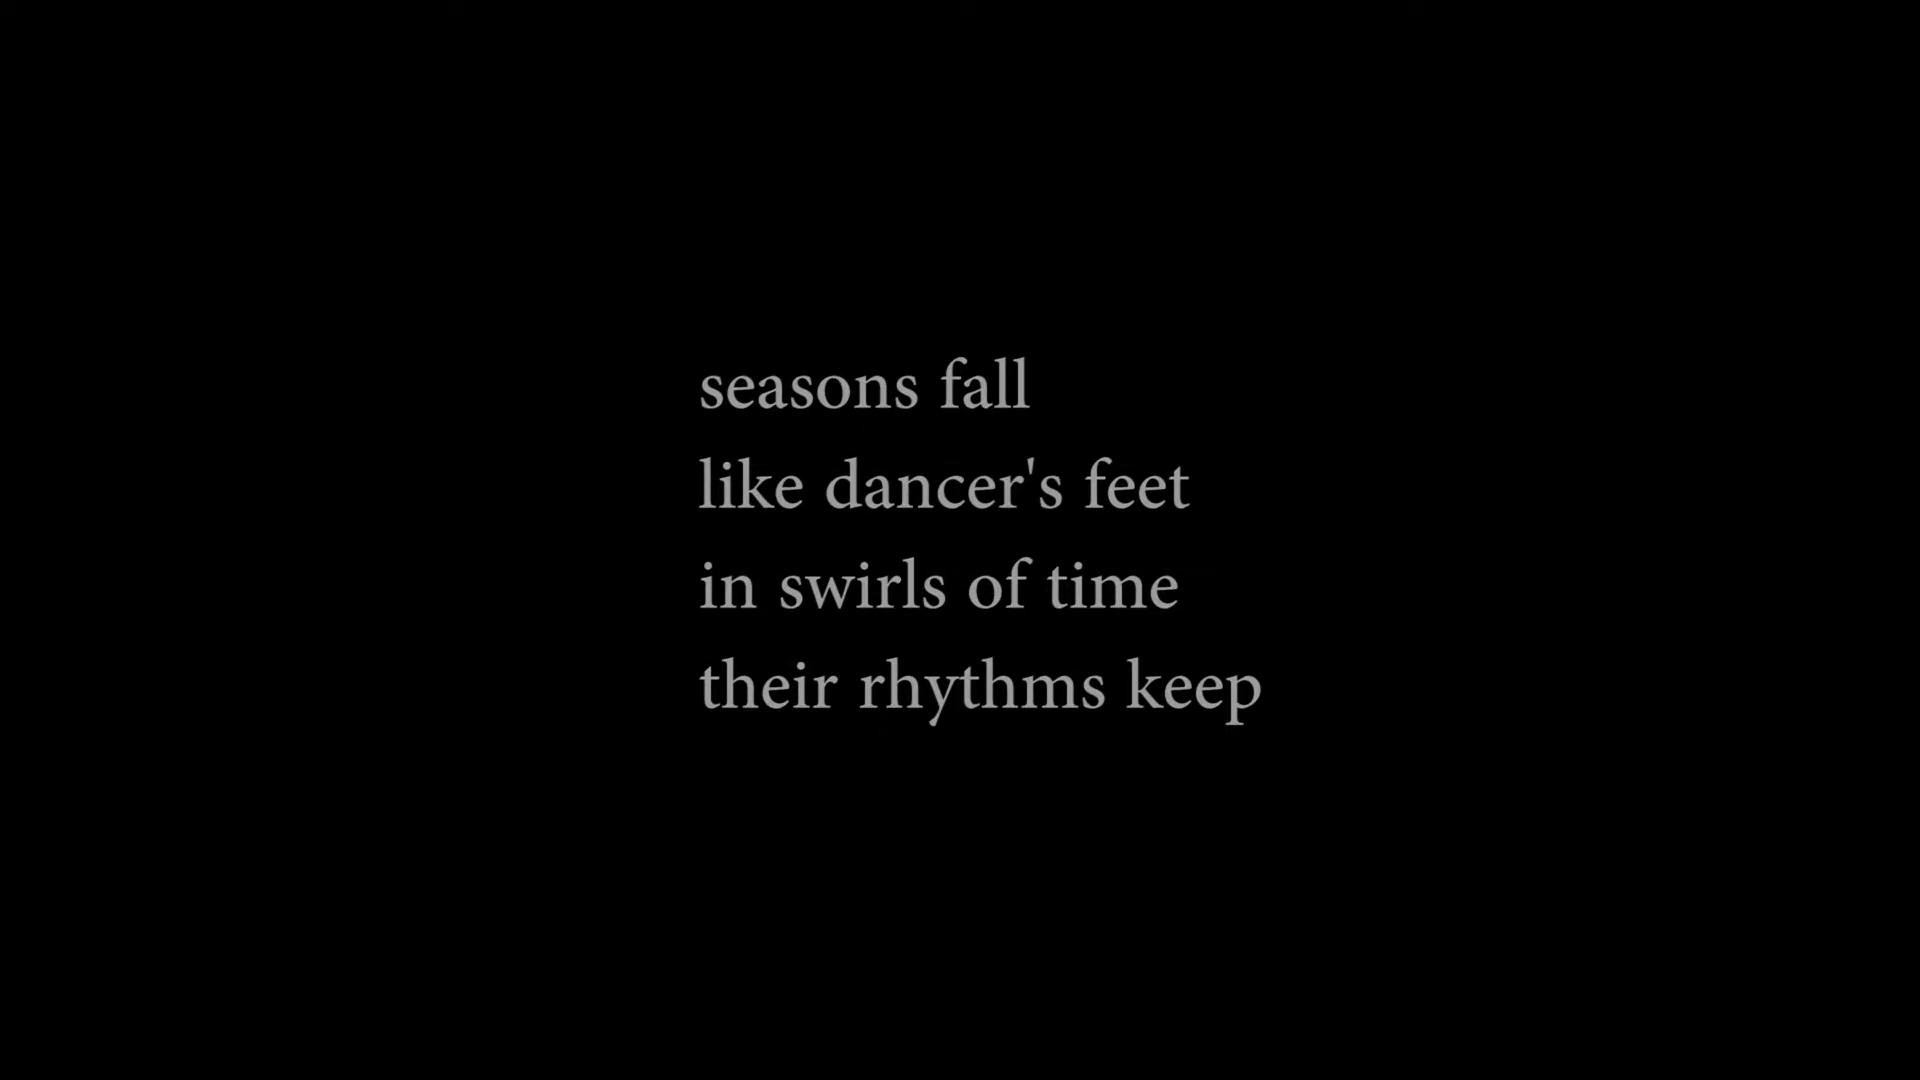 seasons fall
like dancer's feet
in swirls of time
their rhythms keep